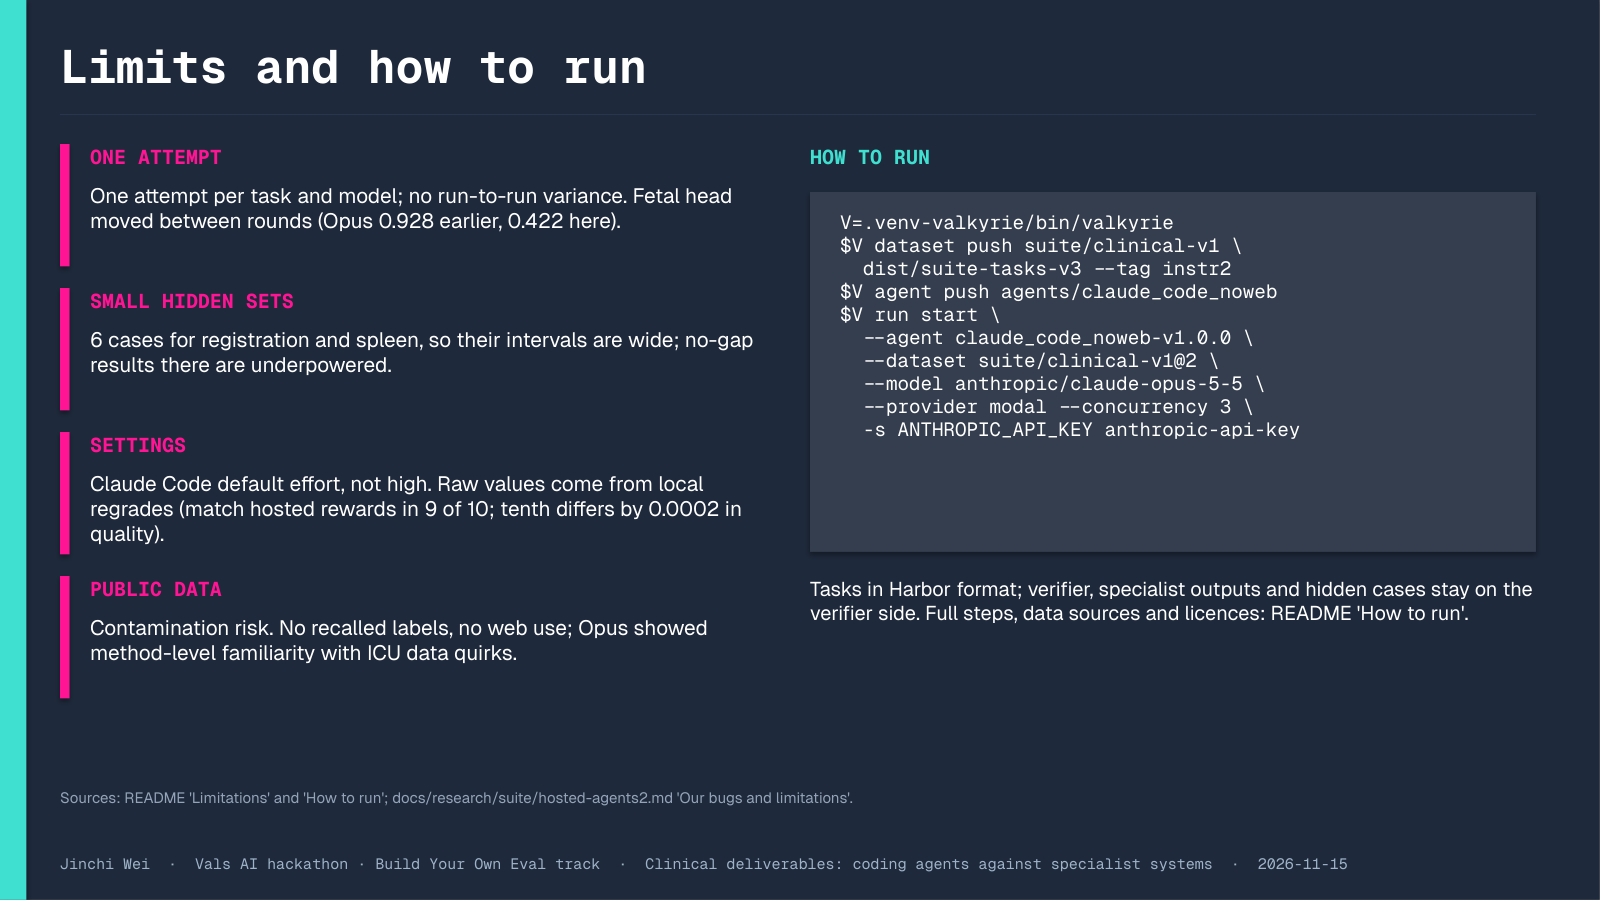 Limits and how to run
ONE ATTEMPT
One attempt per task and model; no run-to-run variance. Fetal head
moved between rounds (Opus 0.928 earlier, 0.422 here).
SMALL HIDDEN SETS
6 cases for registration and spleen, so their intervals are wide; no-gap
results there are underpowered.
SETTINGS
Claude Code default effort, not high. Raw values come from local
regrades (match hosted rewards in 9 of 10; tenth differs by 0.0002 in
quality).
PUBLIC DATA
Contamination risk. No recalled labels, no web use; Opus showed
method-level familiarity with ICU data quirks.
HOW TO RUN
V=.venv-valkyrie/bin/valkyrie
$V dataset push suite/clinical-v1 \
  dist/suite-tasks-v3 --tag instr2
$V agent push agents/claude_code_noweb
$V run start \
  --agent claude_code_noweb-v1.0.0 \
  --dataset suite/clinical-v1@2 \
  --model anthropic/claude-opus-5-5 \
  --provider modal --concurrency 3 \
  -s ANTHROPIC_API_KEY anthropic-api-key
Tasks in Harbor format; verifier, specialist outputs and hidden cases stay on the
verifier side. Full steps, data sources and licences: README 'How to run'.
Sources: README 'Limitations' and 'How to run'; docs/research/suite/hosted-agents2.md 'Our bugs and limitations'.
Jinchi Wei · Vals AI hackathon · Build Your Own Eval track · Clinical deliverables: coding agents against specialist systems · 2026-11-15